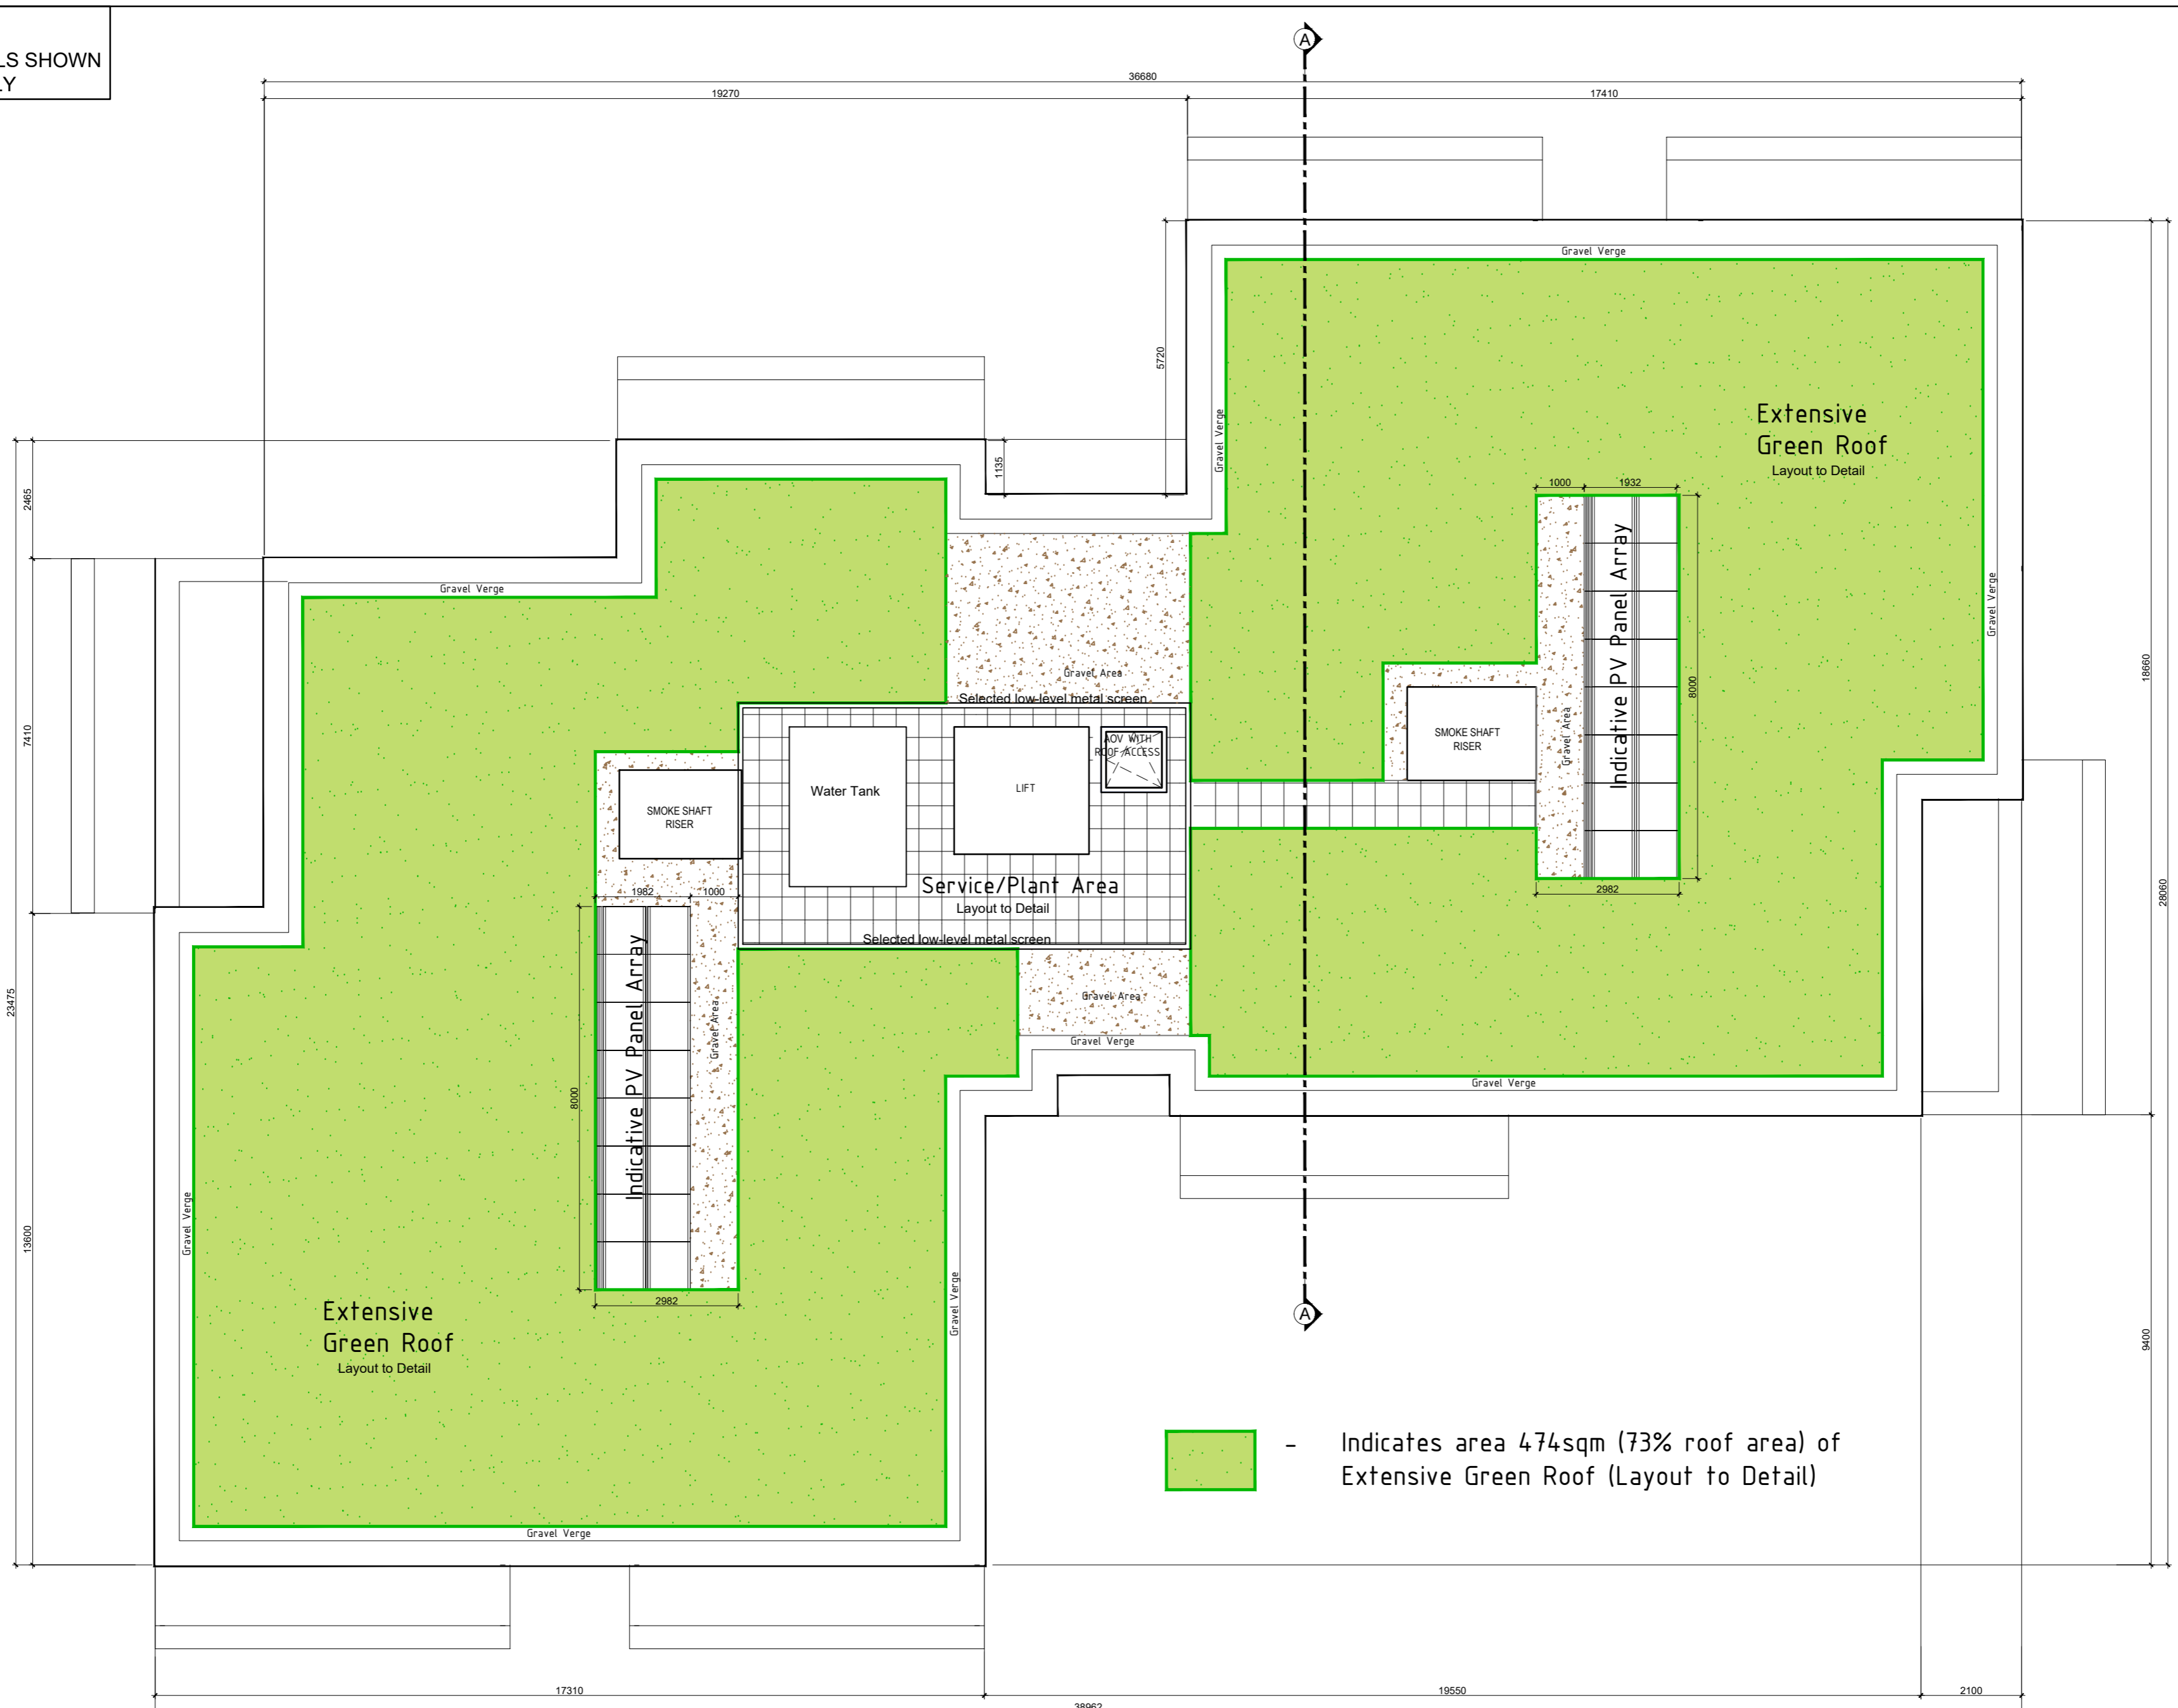 LS SHOWN
LY
A
36680
19270
17410
Gravel Verge
5720
Gravel Verge
Extensive
Green Roof
Layout to Detail
1135
2465
1000
1932
Indicative PV Panel Array
8000
Gravel Area
Gravel Verge
18660
28060
Gravel Verge
7410
Gravel Area
Selected low-level metal screen
SMOKE SHAFT
RISER
AOV WITH
ROOF ACCESS
Water Tank
LIFT
SMOKE SHAFT
RISER
Service/Plant Area
Layout to Detail
Selected low-level metal screen
2982
1982
1000
Indicative PV Panel Array
8000
Gravel Area
23475
Gravel Area
Gravel Verge
Gravel Verge
13600
Gravel Verge
Gravel Verge
2982
Extensive
Green Roof
Layout to Detail
A
9400
- Indicates area 474sqm (73% roof area) of
Extensive Green Roof (Layout to Detail)
Gravel Verge
17310
19550
2100
38962